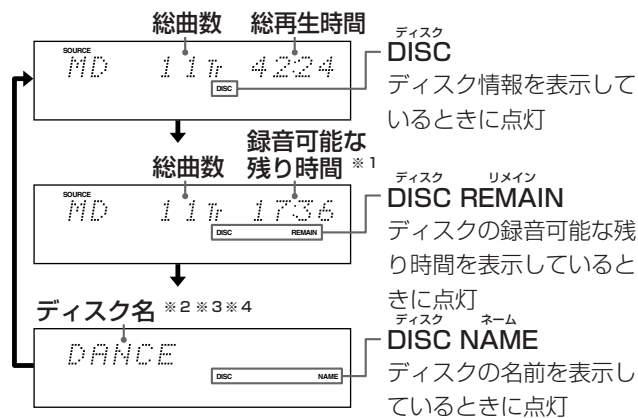 総曲数 総再生時間
SOURCE
MD 11Tr 42:24
DISC
ディスク
DISC
ディスク情報を表示して
いるときに点灯
総曲数 録音可能な
残り時間 ※1
SOURCE
MD 11Tr 17:36
DISC REMAIN
ディスク リメイン
DISC REMAIN
ディスクの録音可能な残
り時間を表示していると
きに点灯
ディスク名 ※2※3※4
DANCE
DISC NAME
ディスク ネーム
DISC NAME
ディスクの名前を表示し
ているときに点灯